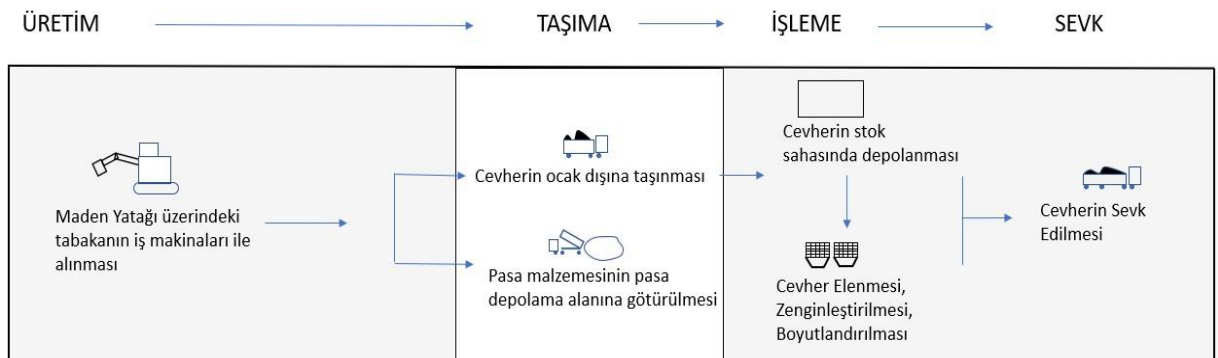 ÜRETİM
TAŞIMA
İŞLEME
SEVK
Maden Yatağı üzerindeki
tabakanın iş makinaları ile
alınması
Cevherin ocak dışına taşınması
Pasa malzemesinin pasa
depolama alanına götürülmesi
Cevherin stok
sahasında depolanması
Cevher Elenmesi,
Zenginleştirilmesi,
Boyutlandırılması
Cevherin Sevk
Edilmesi